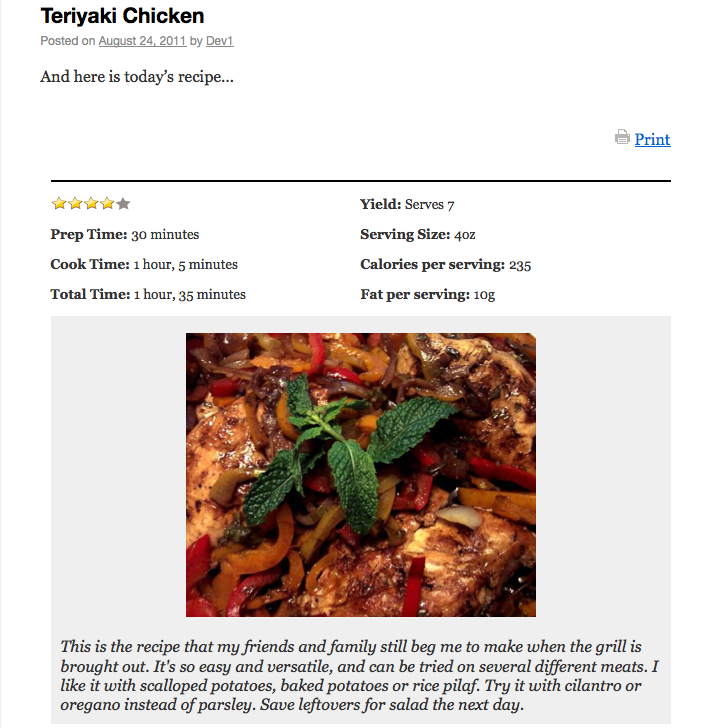 Teriyaki Chicken
Posted on August 24, 2011 by Dev1
And here is today’s recipe...
Print
Yield: Serves 7
Prep Time: 30 minutes
Serving Size: 4oz
Cook Time: 1 hour, 5 minutes
Calories per serving: 235
Total Time: 1 hour, 35 minutes
Fat per serving: 10g
This is the recipe that my friends and family still beg me to make when the grill is
brought out. It's so easy and versatile, and can be tried on several different meats. I
like it with scalloped potatoes, baked potatoes or rice pilaf. Try it with cilantro or
oregano instead of parsley. Save leftovers for salad the next day.